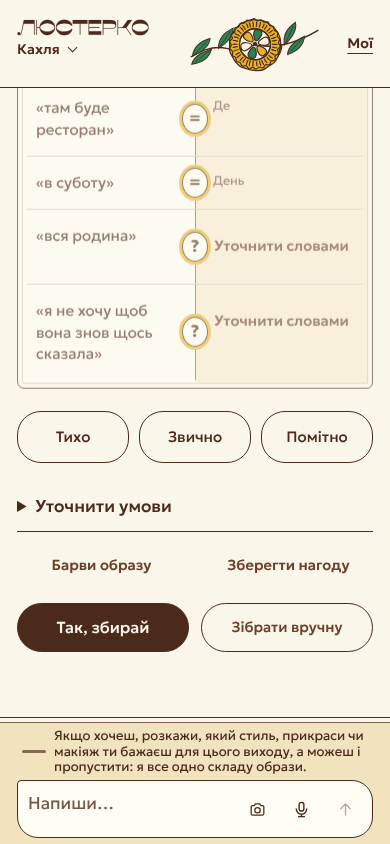 ЛЮСТЕРКО
Кахля
Мої
«там буде
ресторан»
=
Де
«в суботу»
=
День
«вся родина»
?
Уточнити словами
«я не хочу щоб
вона знов щось
сказала»
?
Уточнити словами
Тихо
Звично
Помітно
Уточнити умови
Барви образу
Зберегти нагоду
Так, збирай
Зібрати вручну
Якщо хочеш, розкажи, який стиль, прикраси чи
макіяж ти бажаєш для цього виходу, а можеш і
пропустити: я все одно складу образи.
Напиши...